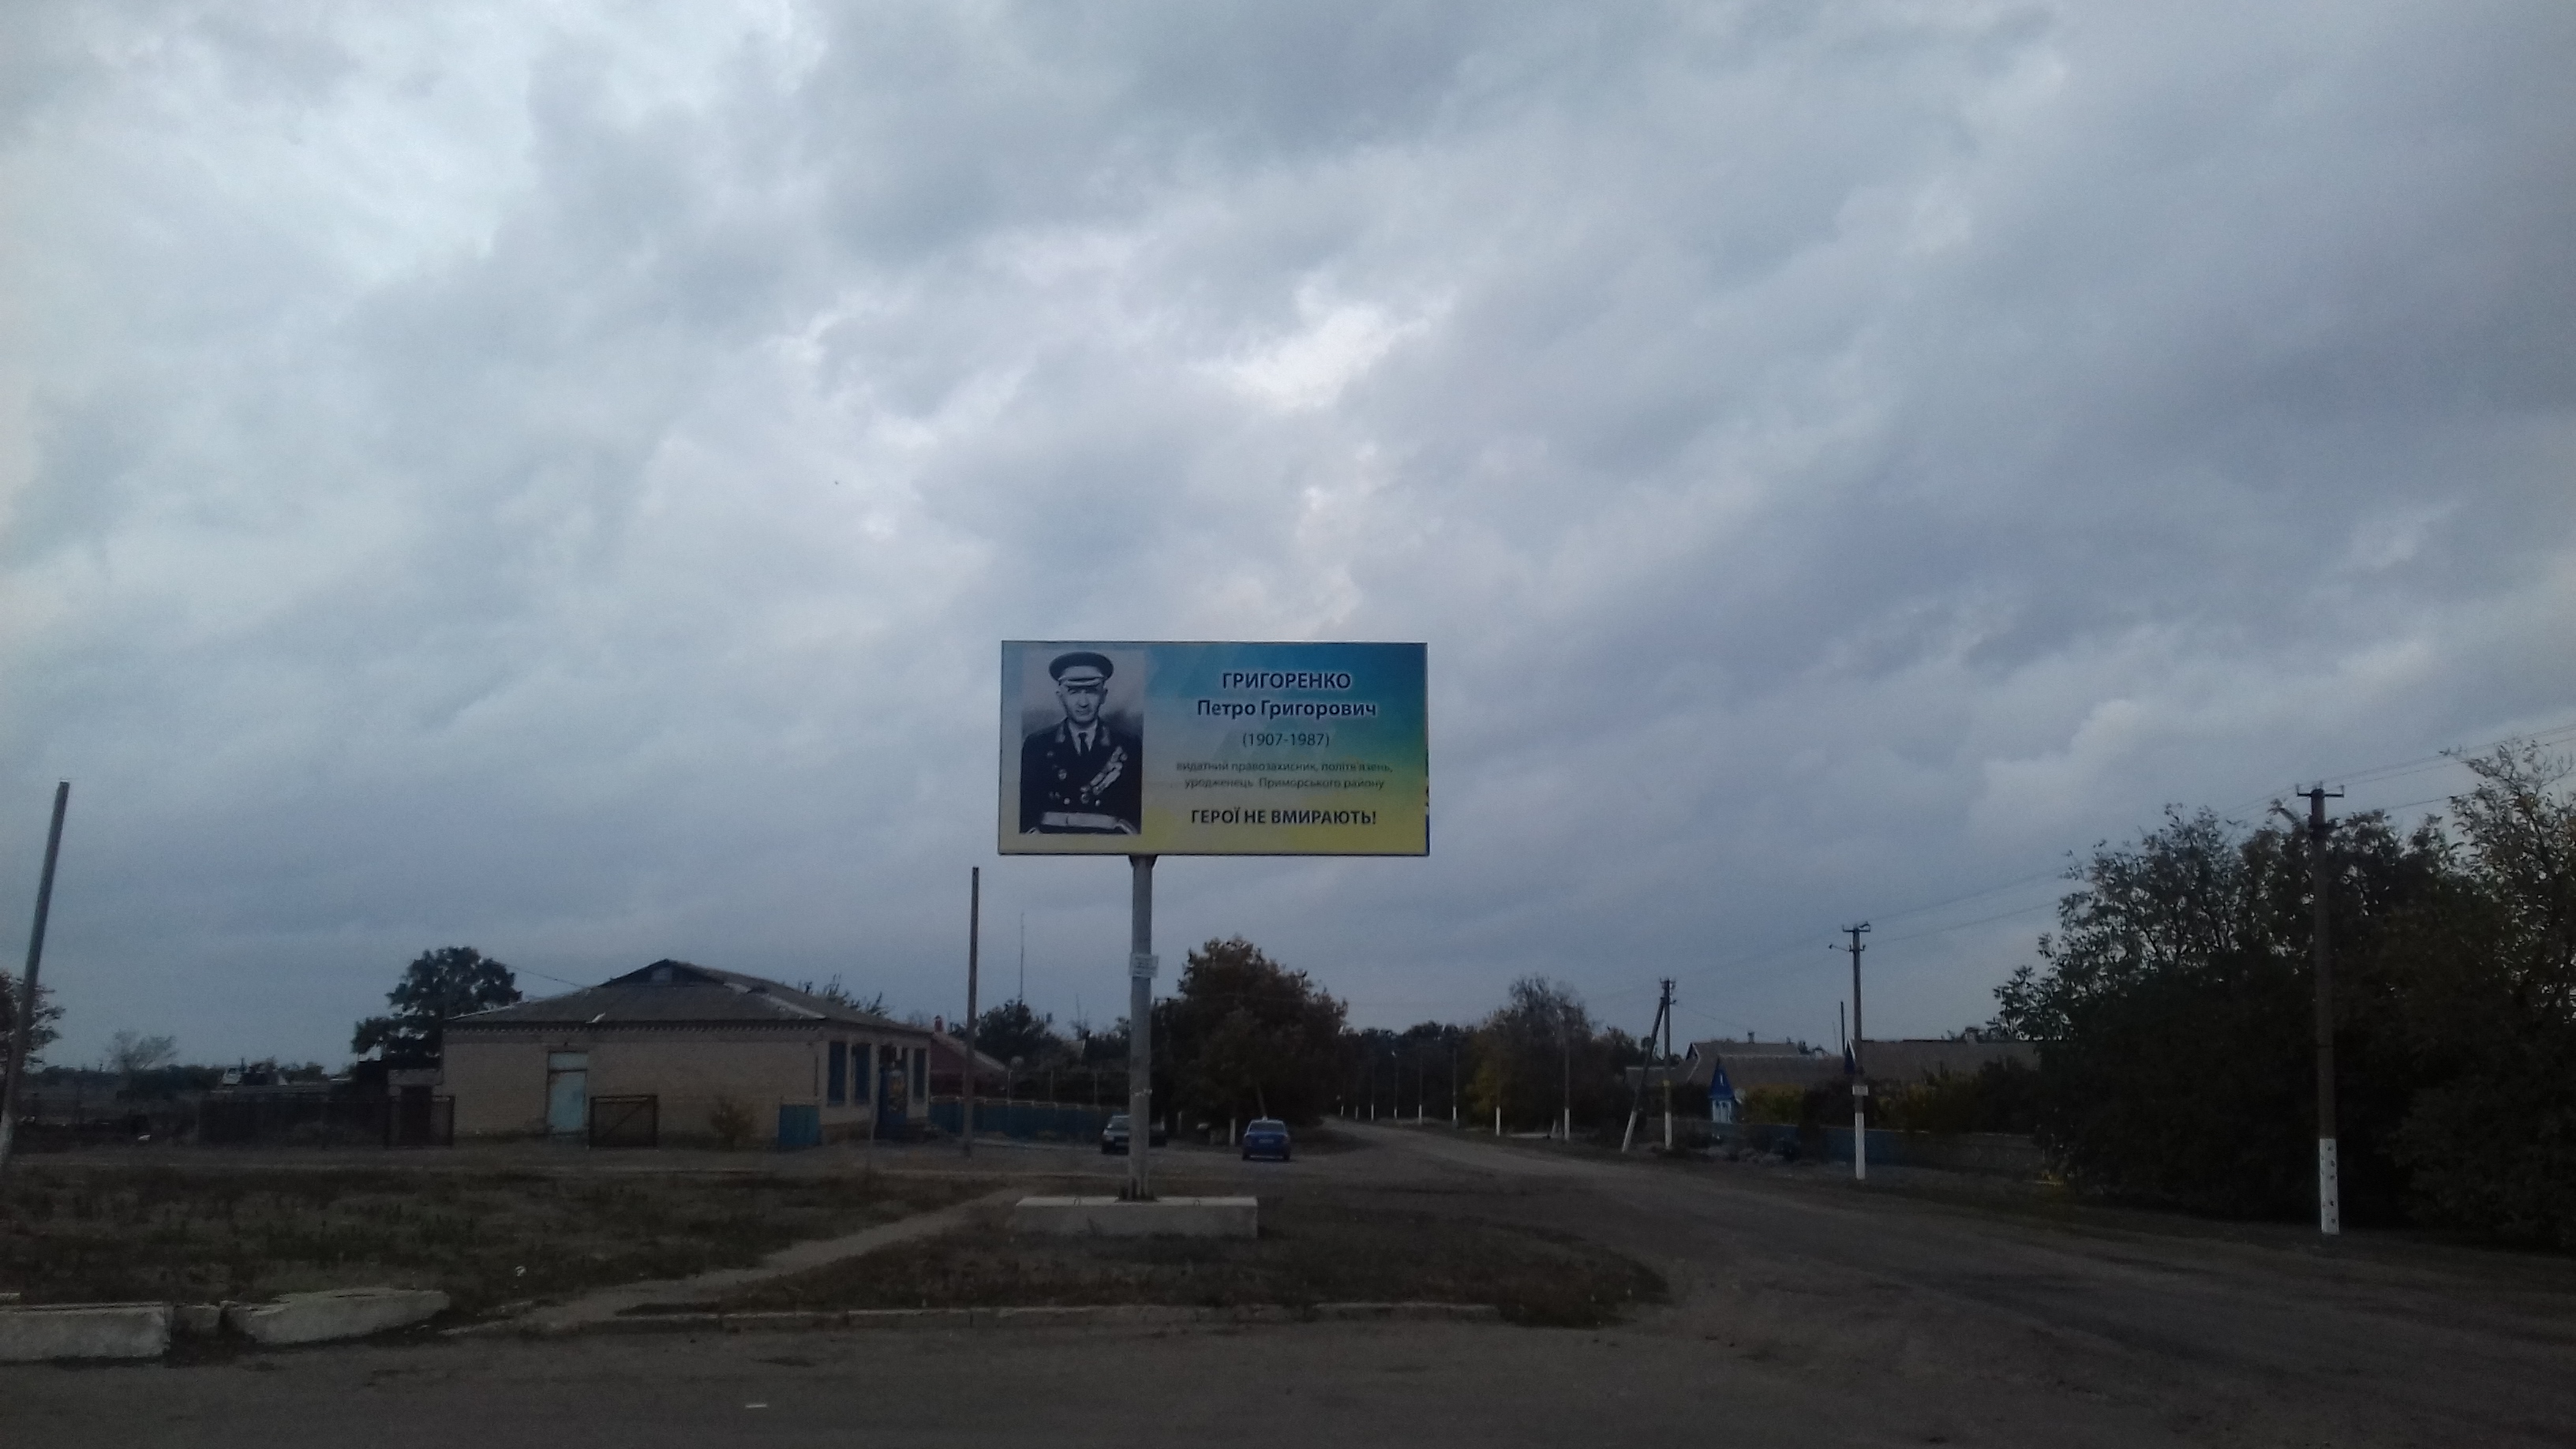 ГРИГОРЕНКО
Петро Григорович
(1907-1987)
видатний правозахисник, політв'язень,
уродженець Приморського району
ГЕРОЇ НЕ ВМИРАЮТЬ!